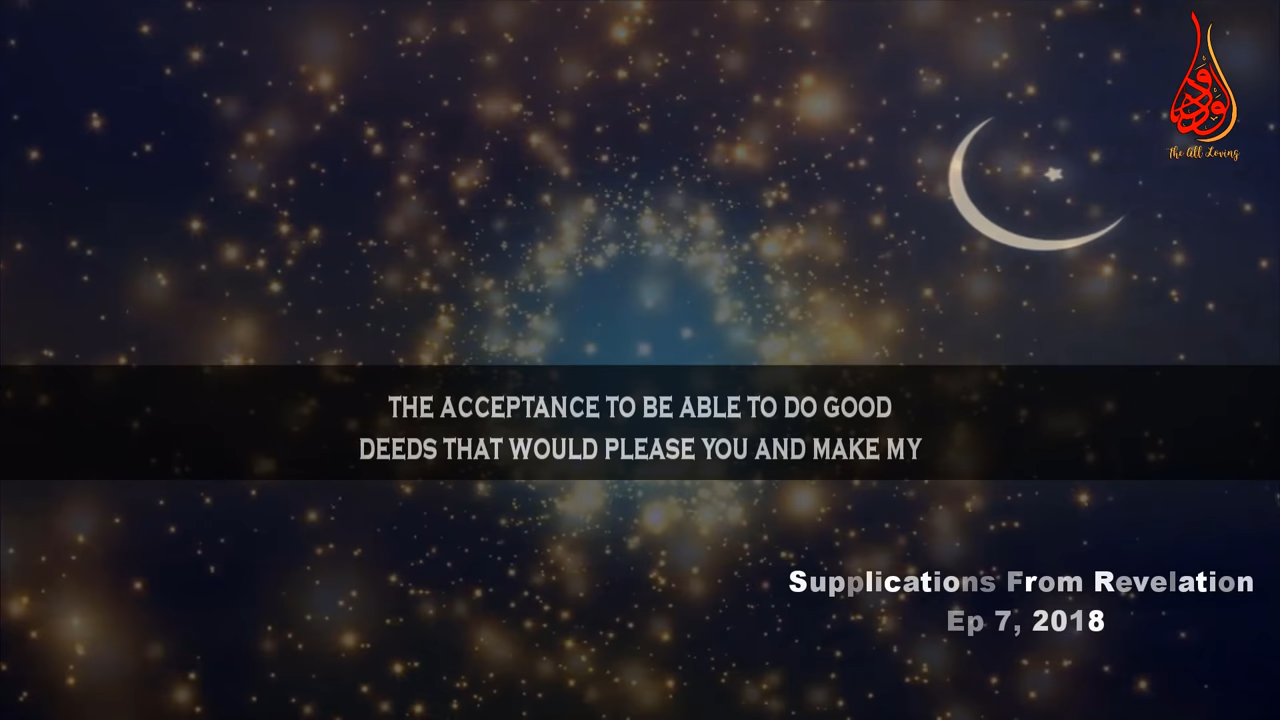 الودود
The All Loving
THE ACCEPTANCE TO BE ABLE TO DO GOOD
DEEDS THAT WOULD PLEASE YOU AND MAKE MY
Supplications From Revelation
Ep 7, 2018